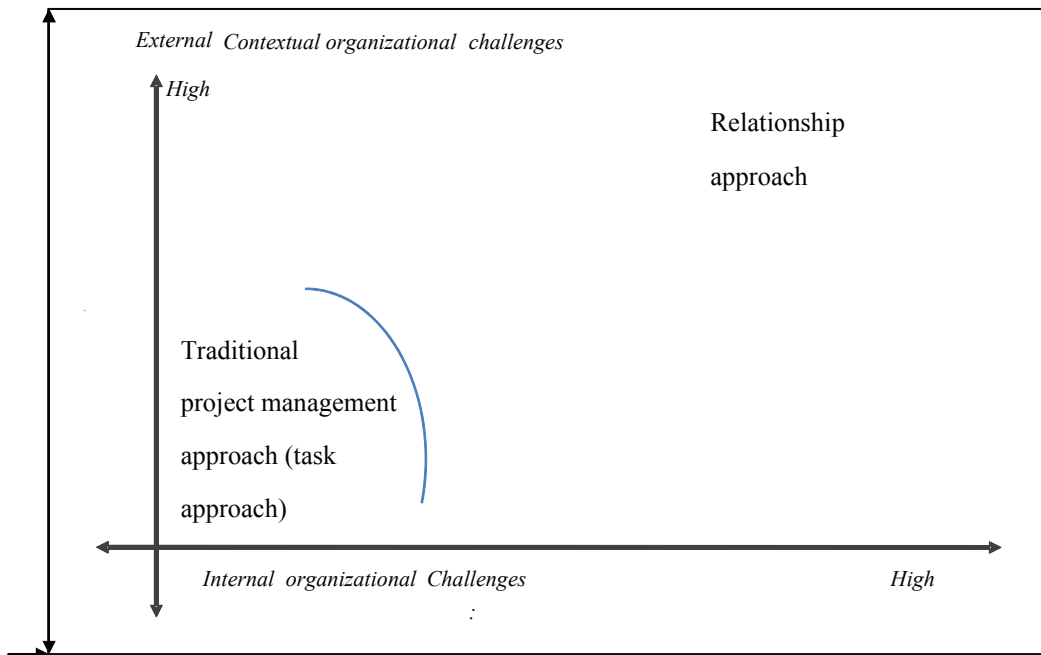 External Contextual organizational challenges
High
Relationship
approach
Traditional
project management
approach (task
approach)
Internal organizational Challenges
High
: